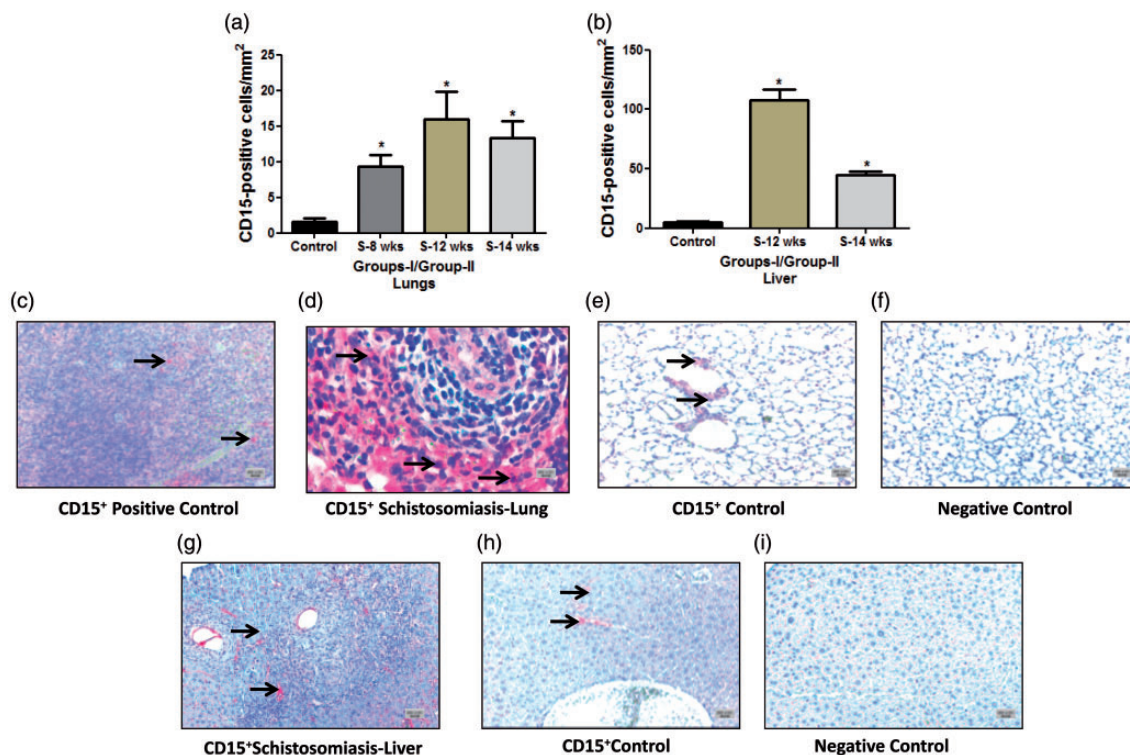 (a)
CD15-positive cells/mm²
25
20
15
10
5
0
*
*
*
Control
S-8 wks
S-12 wks
S-14 wks
Groups-I/Group-II
Lungs
(b)
CD15-positive cells/mm²
150
100
50
0
*
*
Control
S-12 wks
S-14 wks
Groups-I/Group-II
Liver
(c)
CD15⁺ Positive Control
(d)
CD15⁺ Schistosomiasis-Lung
(e)
CD15⁺ Control
(f)
Negative Control
(g)
CD15⁺Schistosomiasis-Liver
(h)
CD15⁺Control
(i)
Negative Control